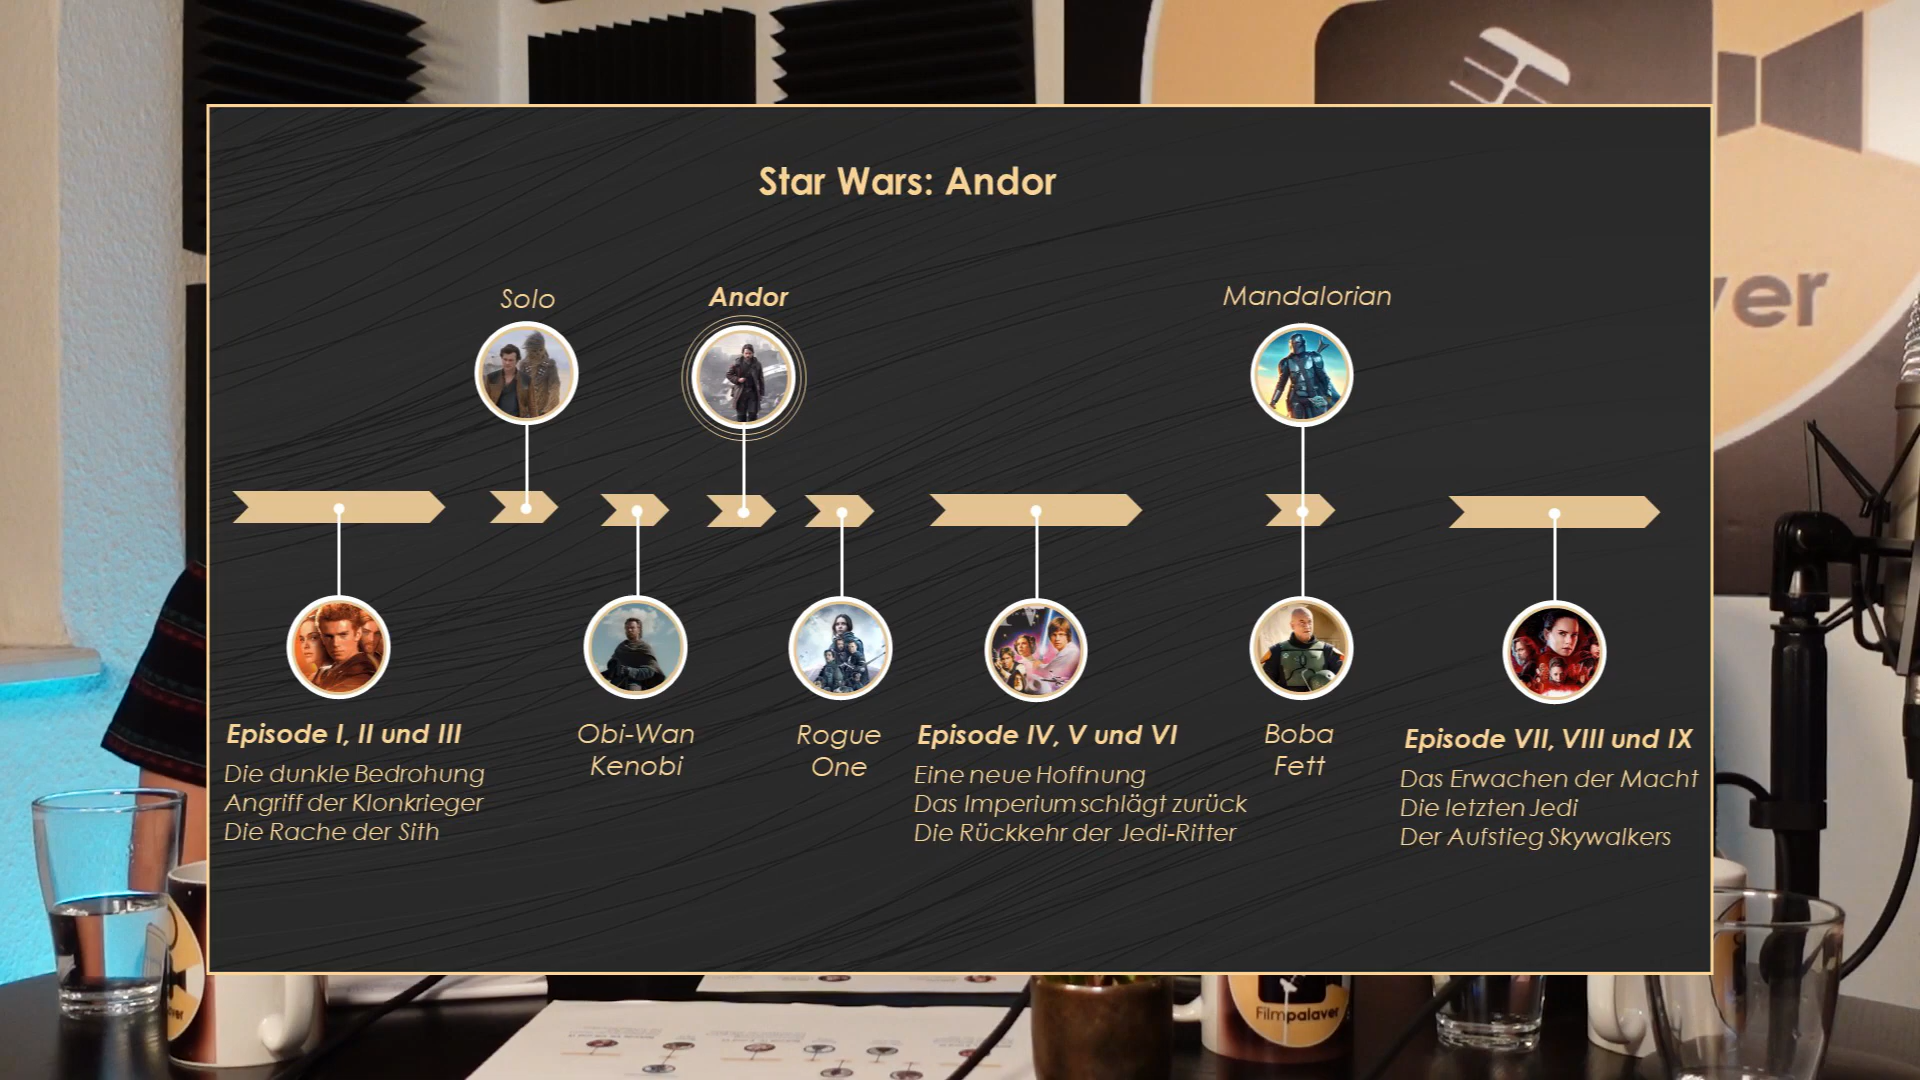 Star Wars: Andor
Solo
Andor
Mandalorian
Episode I, II und III
Die dunkle Bedrohung
Angriff der Klonkrieger
Die Rache der Sith
Obi-Wan
Kenobi
Rogue
One
Episode IV, V und VI
Eine neue Hoffnung
Das Imperium schlägt zurück
Die Rückkehr der Jedi-Ritter
Boba
Fett
Episode VII, VIII und IX
Das Erwachen der Macht
Die letzten Jedi
Der Aufstieg Skywalkers
ver
Filmpalaver